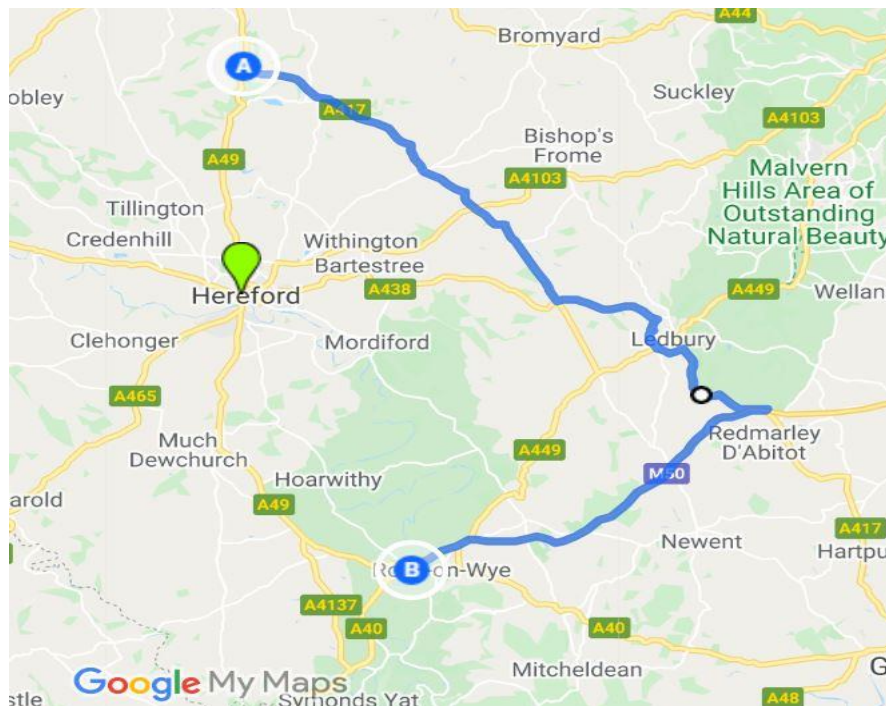 A44
Bromyard
A
obley
Suckley
A417
A4103
Bishop's
Frome
A49
A4103
Malvern
Hills Area of
Outstanding
Natural Beauty
Tillington
Credenhill
Withington
Bartestree
Hereford
A438
A449
Wellan
Clehonger
Mordiford
Ledbury
A465
Much
Dewchurch
A449
Redmarley
D'Abitot
M50
Hoarwithy
arold
A49
A417
Newent
Hartpu
B
on-Wye
A4137
A40
A40
Mitcheldean
G
Google My Maps
stle
Symonds Yat
A48